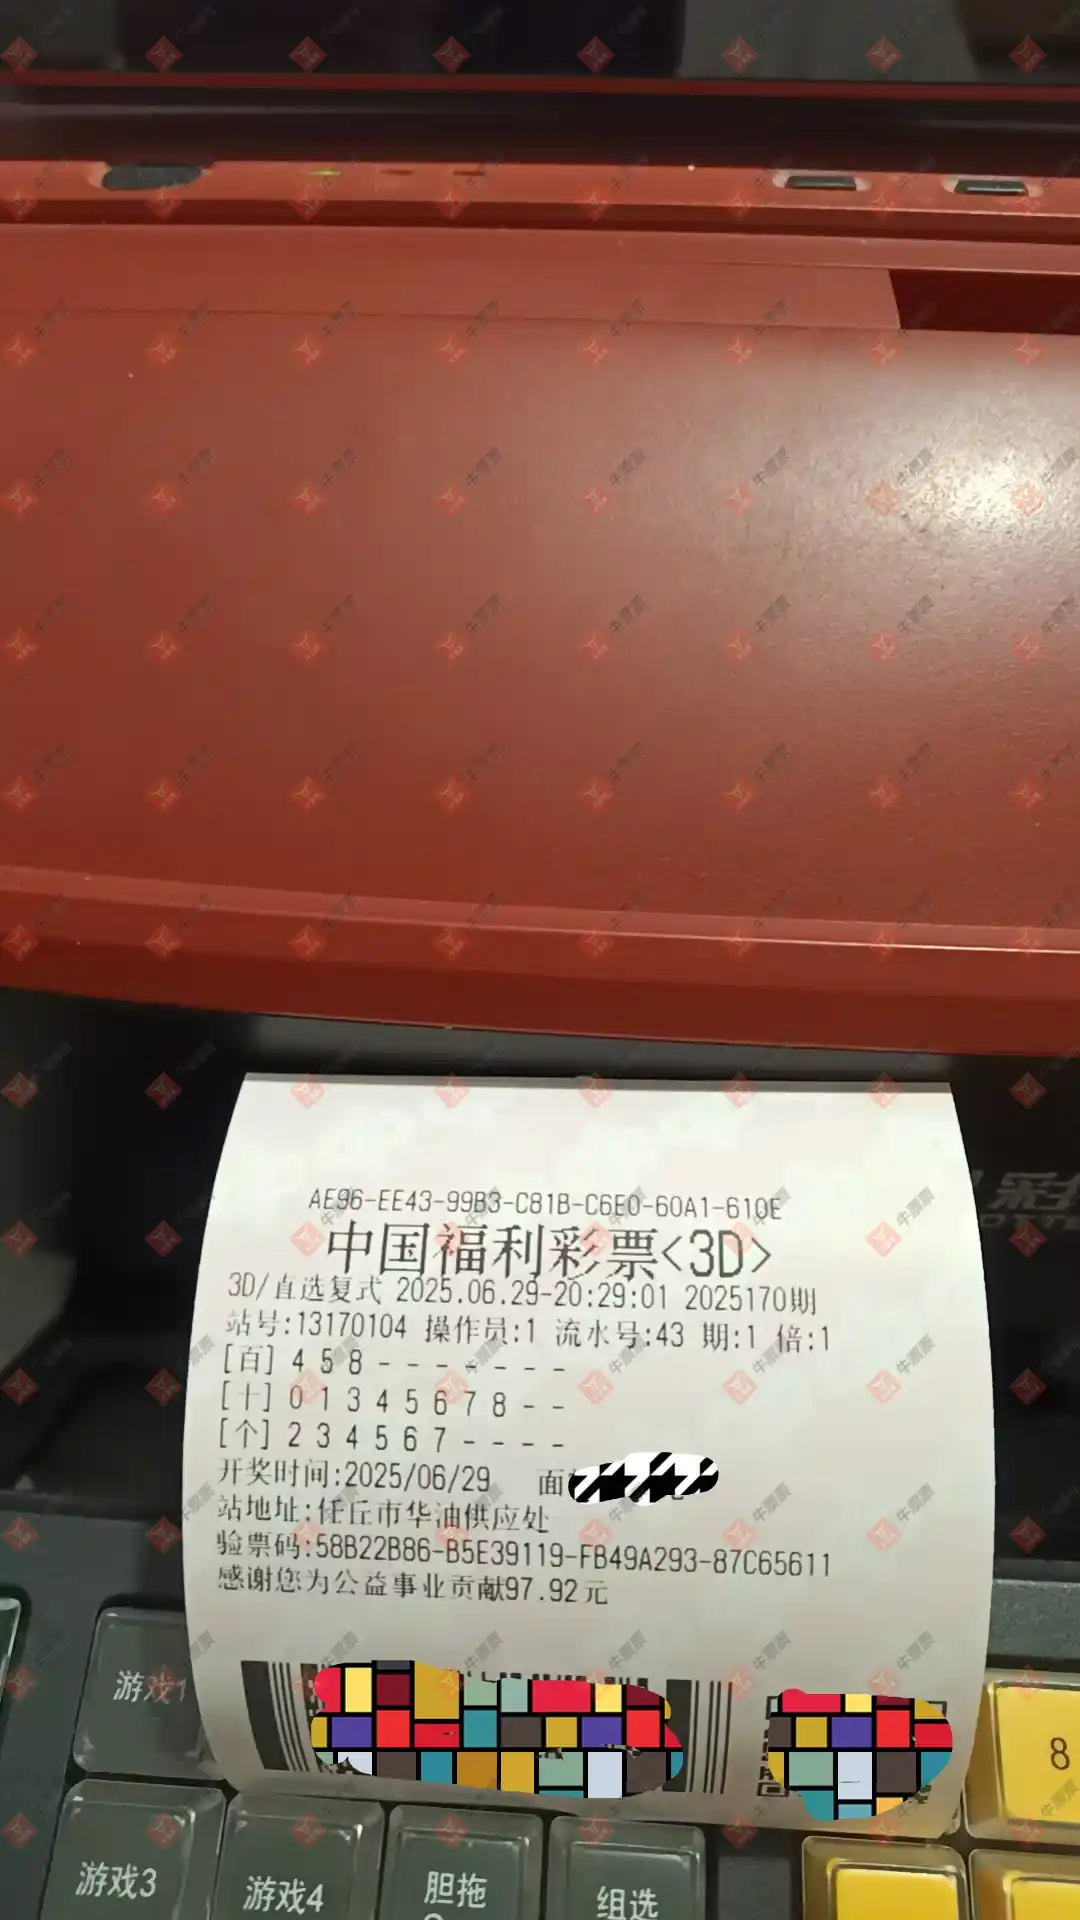 AE96-EE43-99B3-C81B-C6E0-60A1-610E
中国福利彩票<3D>
3D/直选复式 2025.06.29-20:29:01 2025170期
站号:13170104 操作员:1 流水号:43 期:1 倍:1
[百] 4 5 8 - - - - - - -
[十] 0 1 3 4 5 6 7 8 - -
[个] 2 3 4 5 6 7 - - - -
开奖时间:2025/06/29 面
站地址:任丘市华油供应处
验票码:58B22B86-B5E39119-FB49A293-87C65611
感谢您为公益事业贡献97.92元
游戏1
8
游戏3
游戏4
胆拖
组选
牛票票